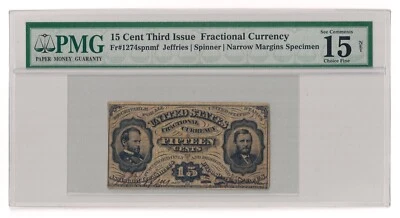 PMG
PAPER MONEY GUARANTY
15 Cent Third Issue Fractional Currency
Fr#1274spnmf Jeffries | Spinner | Narrow Margins Specimen
See Comments
15
Net
Choice Fine
UNITED STATES
FRACTIONAL CURRENCY
FIFTEEN
CENTS
15